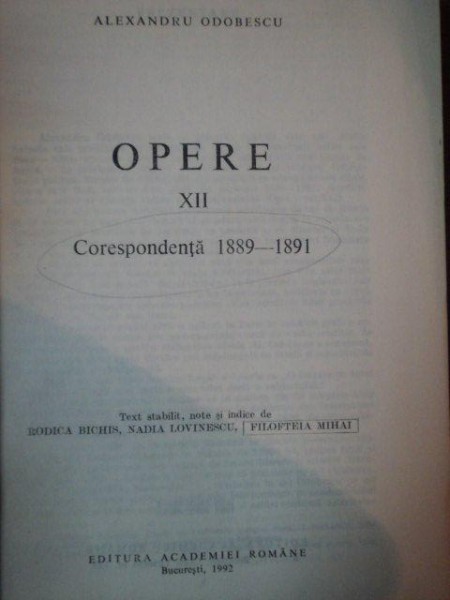 ALEXANDRU ODOBESCU
OPERE
XII
Corespondență 1889—1891
Text stabilit, note și indice de
RODICA BICHIS, NADIA LOVINESCU, FILOFTEIA MIHAI
EDITURA ACADEMIEI ROMÂNE
București, 1992